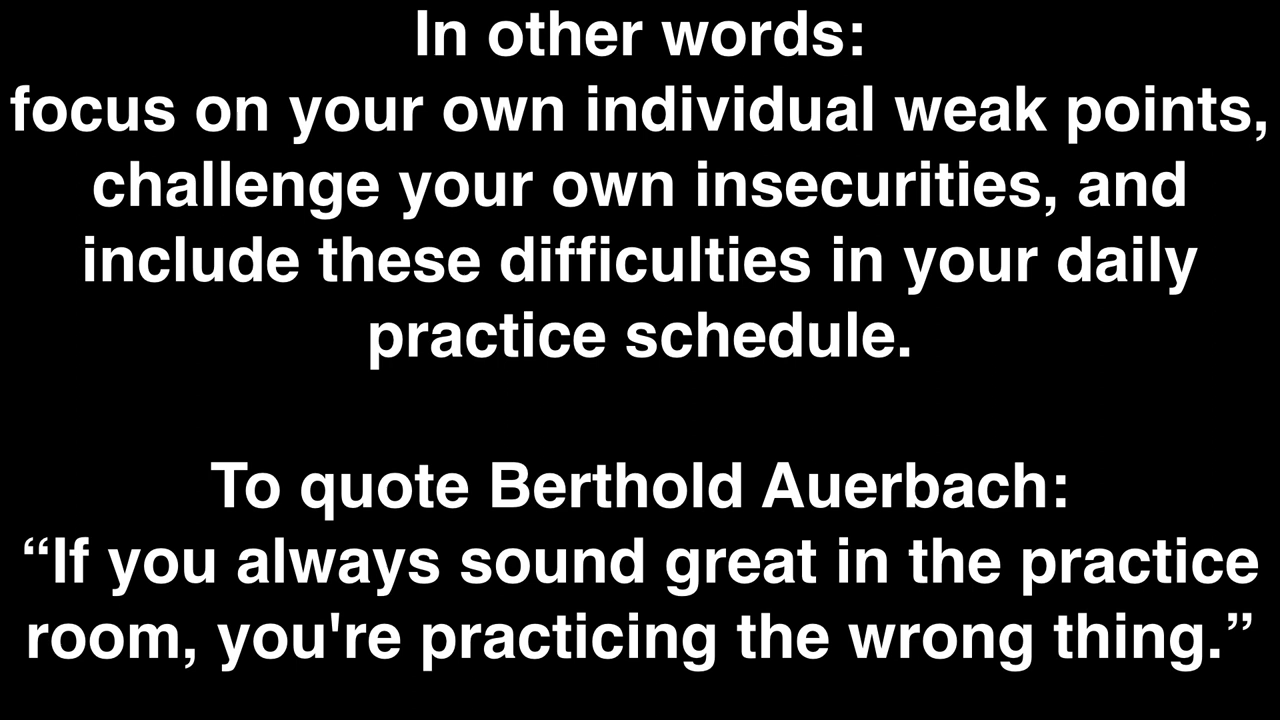 In other words:
focus on your own individual weak points,
challenge your own insecurities, and
include these difficulties in your daily
practice schedule.
To quote Berthold Auerbach:
“If you always sound great in the practice
room, you're practicing the wrong thing.”